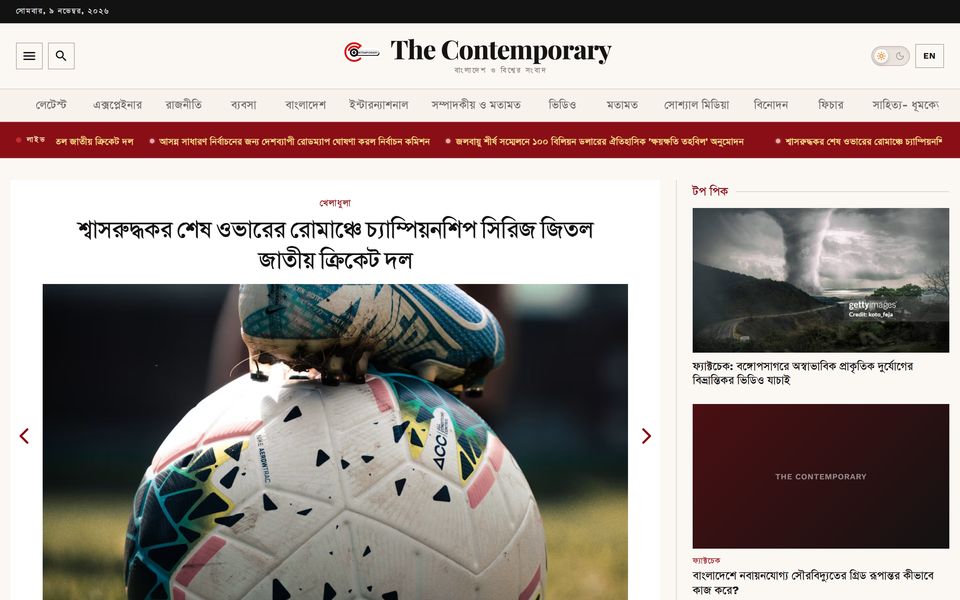 সোমবার, ৯ নভেম্বর, ২০২৬
The Contemporary
বাংলাদেশ ও বিশ্বের সংবাদ
EN
লেটেস্ট এক্সপ্লেইনার রাজনীতি ব্যবসা বাংলাদেশ ইন্টারন্যাশনাল সম্পাদকীয় ও মতামত ভিডিও মতামত সোশ্যাল মিডিয়া বিনোদন ফিচার সাহিত্য- ধূমকেতু
লাইভ তল জাতীয় ক্রিকেট দল আসন্ন সাধারণ নির্বাচনের জন্য দেশব্যাপী রোডম্যাপ ঘোষণা করল নির্বাচন কমিশন জলবায়ু শীর্ষ সম্মেলনে ১০০ বিলিয়ন ডলারের ঐতিহাসিক 'ক্ষয়ক্ষতি তহবিল' অনুমোদন শ্বাসরুদ্ধকর শেষ ওভারের রোমাঞ্চে
খেলাধুলা
শ্বাসরুদ্ধকর শেষ ওভারের রোমাঞ্চে চ্যাম্পিয়নশিপ সিরিজ জিতল
জাতীয় ক্রিকেট দল
ACC
টপ পিক
gettyimages
Credit: koto_feja
ফ্যাক্টচেক: বঙ্গোপসাগরে অস্বাভাবিক প্রাকৃতিক দুর্যোগের
বিভ্রান্তিকর ভিডিও যাচাই
THE CONTEMPORARY
ফ্যাক্টচেক
বাংলাদেশে নবায়নযোগ্য সৌরবিদ্যুতের গ্রিড রূপান্তর কীভাবে
কাজ করে?